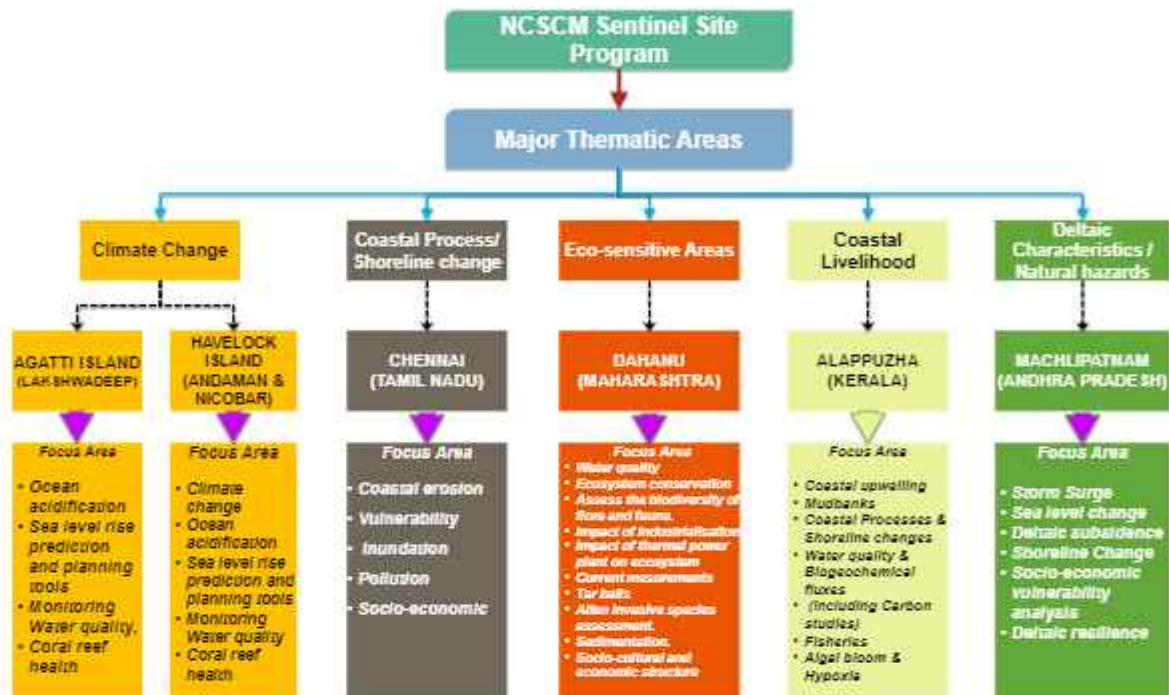 NCSCM Sentinel Site
Program
Major Thematic Areas
Climate Change
Coastal Process/
Shoreline change
Eco-sensitive Areas
Coastal
Livelihood
Deltaic
Characteristics /
Natural hazards
AGATTI ISLAND
(LAKSHWADEEP)
HAVELOCK
ISLAND
(ANDAMAN &
NICOBAR)
CHENNAI
(TAMIL NADU)
DAHANU
(MAHARASHTRA)
ALAPPUZHA
(KERALA)
MACHLIPATNAM
(ANDHRA PRADESH)
Focus Area
• Ocean
acidification
• Sea level rise
prediction
and planning
tools
• Monitoring
Water quality.
• Coral reef
health
Focus Area
• Climate
change
• Ocean
acidification
• Sea level rise
prediction and
planning tools
• Monitoring
Water quality
• Coral reef
health
Focus Area
• Coastal erosion
• Vulnerability
• Inundation
• Pollution
• Socio-economic
Focus Area
• Water quality
• Ecosystem conservation
• Assess the biodiversity of
flora and fauna.
• Impact of industrialisation
• Impact of thermal power
plant on ecosystem
• Current mesurements
• Tar balls
• Alien invasive species
assessment.
• Sedimentation.
• Socio-cultural and
economic structure
Focus Area
• Coastal upwelling
• Mudbanks
• Coastal Processes &
Shoreline changes
• Water quality &
Biogeochemical
fluxes
• (including Carbon
studies)
• Fisheries
• Algal bloom &
Hypoxia
Focus Area
• Storm Surge
• Sea level change
• Deltaic subsidence
• Shoreline Change
• Socio-economic
vulnerability
analysis
• Deltaic resilience